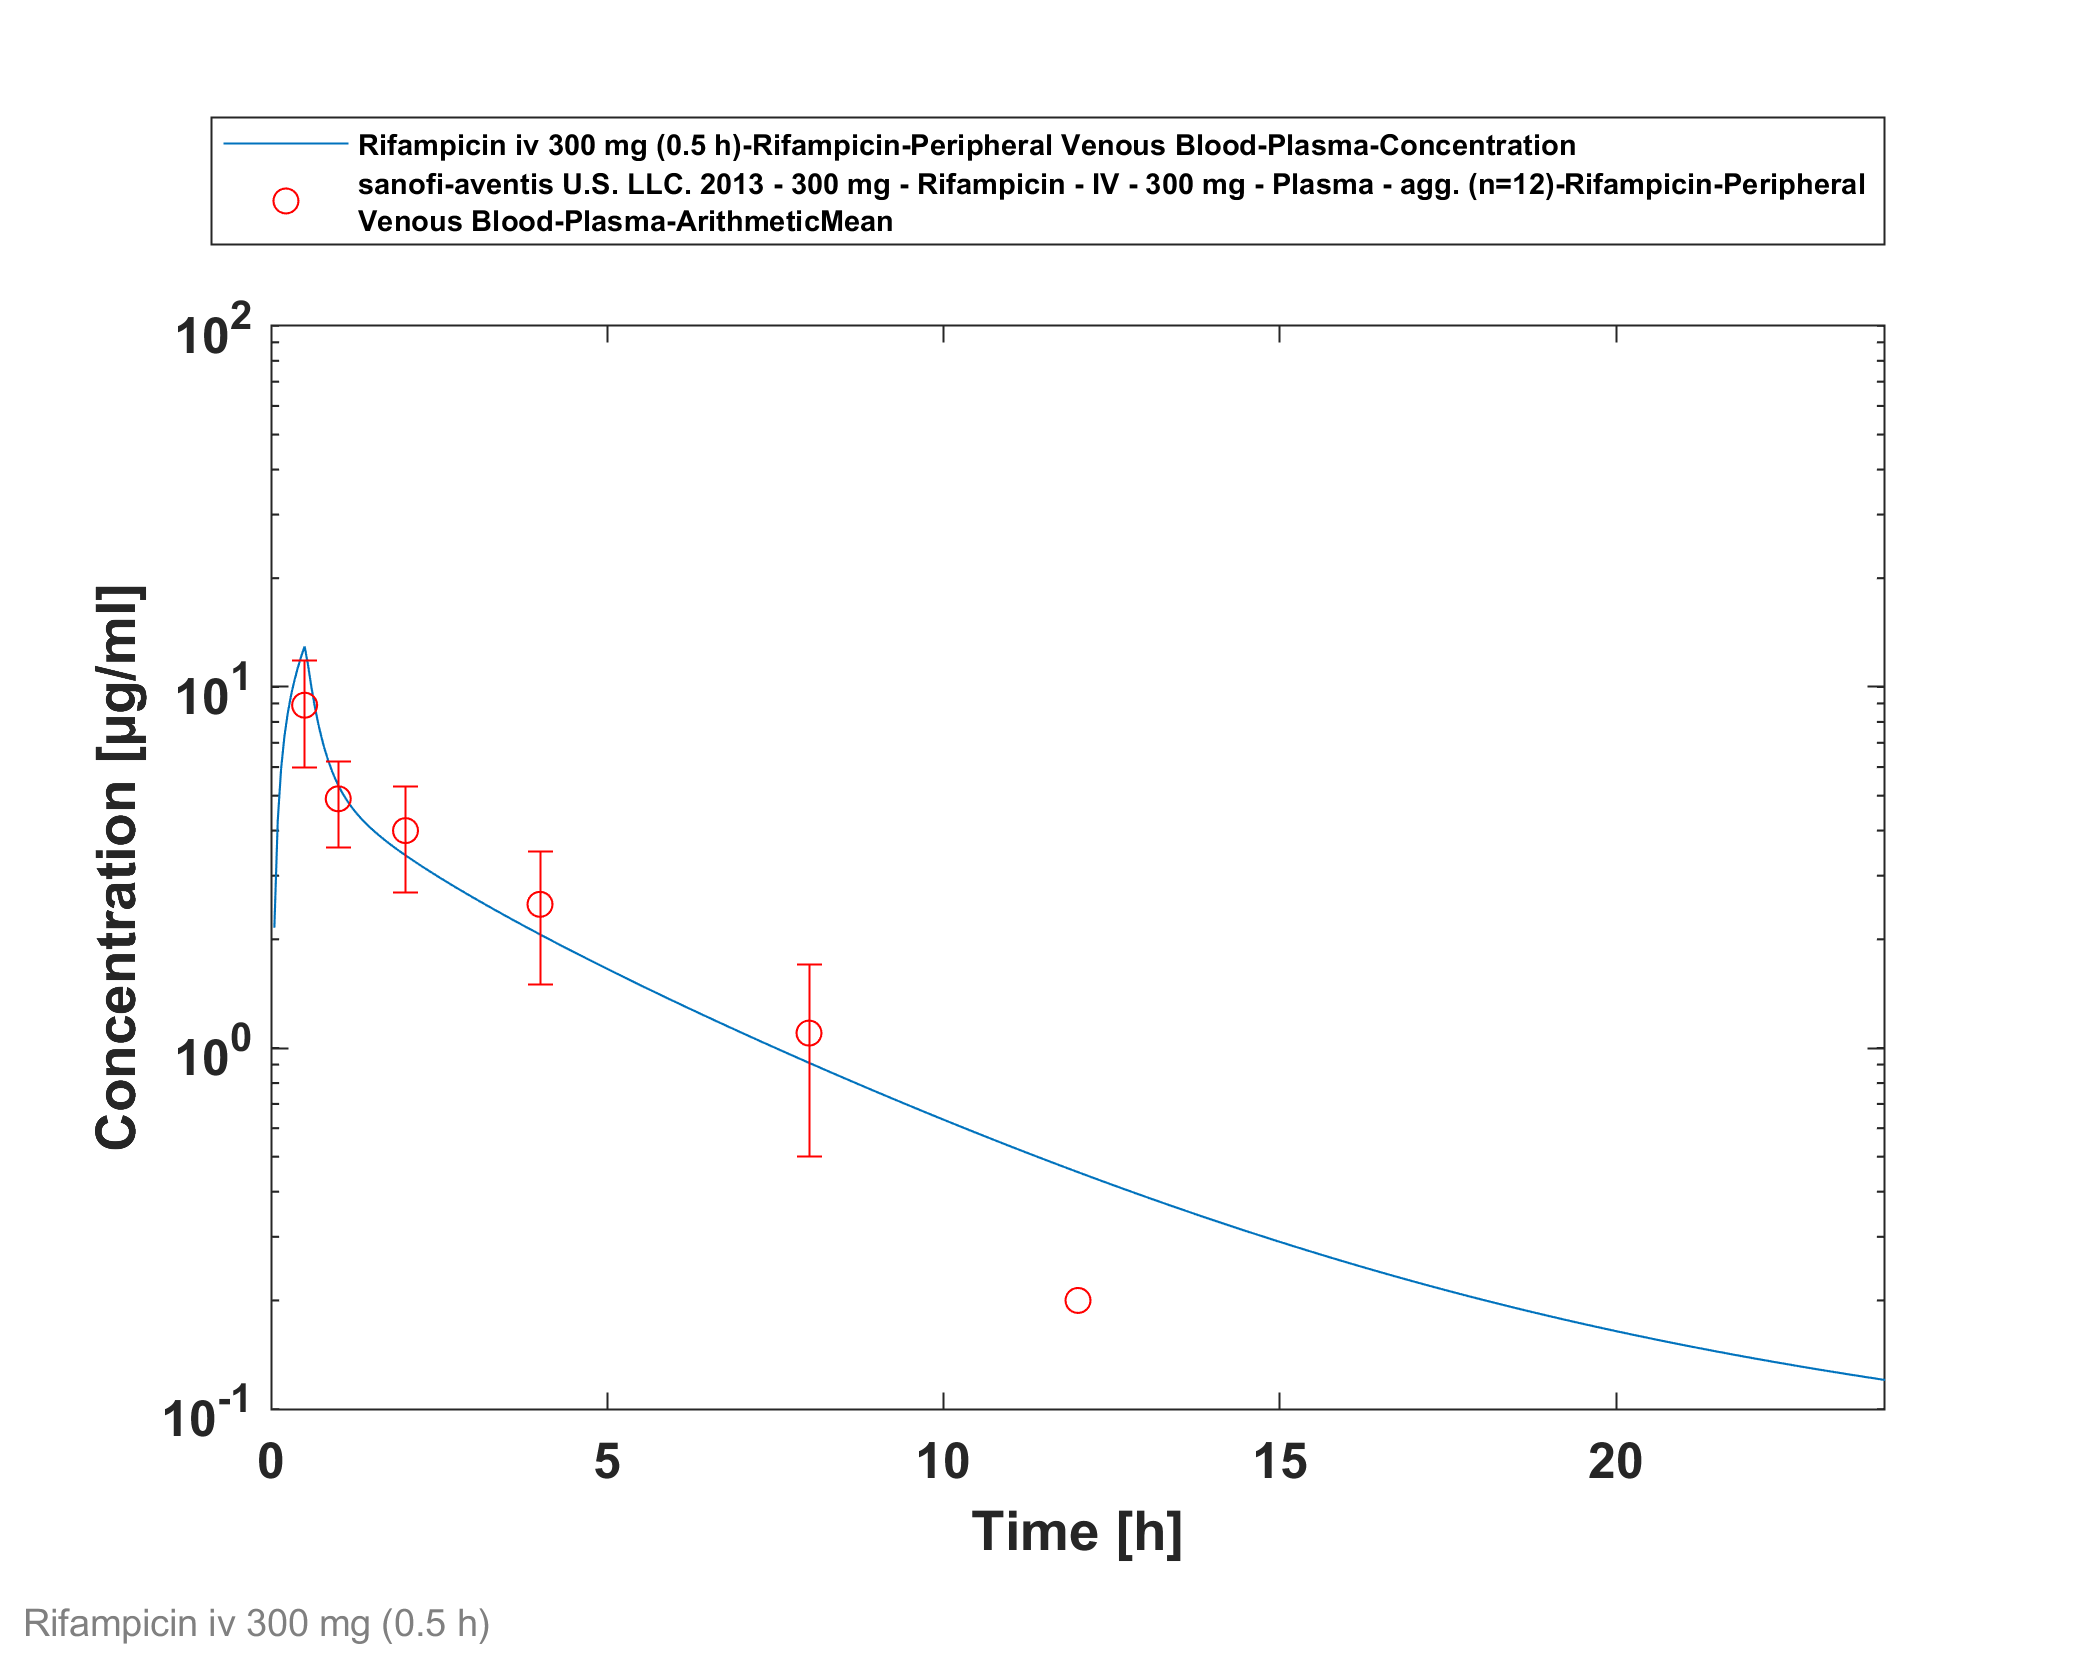 Rifampicin iv 300 mg (0.5 h)-Rifampicin-Peripheral Venous Blood-Plasma-Concentration
sanofi-aventis U.S. LLC. 2013 - 300 mg - Rifampicin - IV - 300 mg - Plasma - agg. (n=12)-Rifampicin-Peripheral
Venous Blood-Plasma-ArithmeticMean
10^2
10^1
10^0
10^-1
Concentration [µg/ml]
0 5 10 15 20
Time [h]
Rifampicin iv 300 mg (0.5 h)